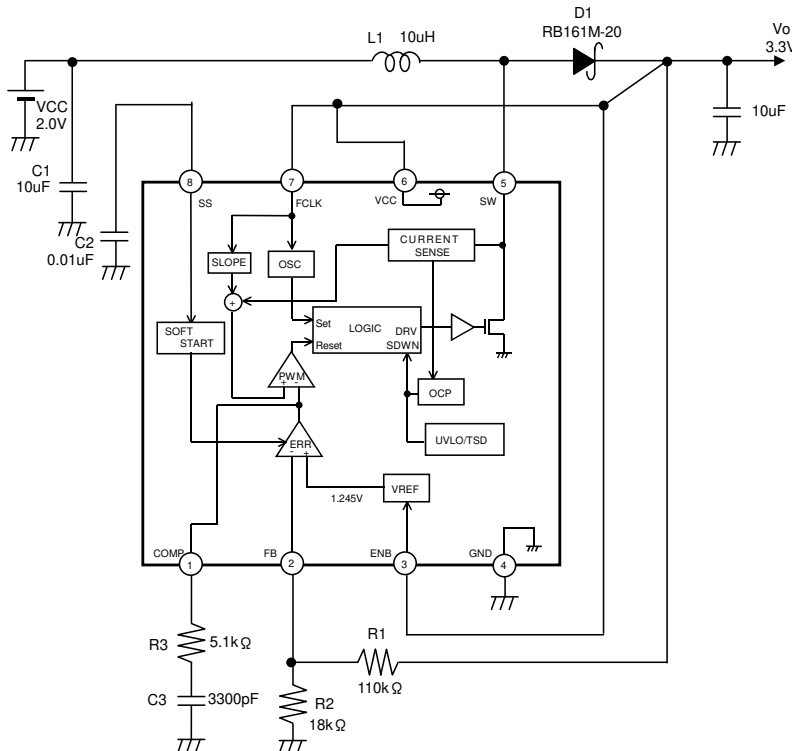 D1
L1 10uH
RB161M-20
Vo
3.3V
VCC
2.0V
10uF
C1
10uF
8
7
6
5
SS
FCLK
VCC
SW
C2
0.01uF
CURRENT
SENSE
SLOPE
OSC
+
Set
LOGIC
DRV
SOFT
START
Reset
SDWN
PWM
+ -
OCP
ERR
- +
UVLO/TSD
VREF
1.245V
COMP
FB
ENB
GND
1
2
3
4
R3
5.1kΩ
R1
110kΩ
C3
3300pF
R2
18kΩ